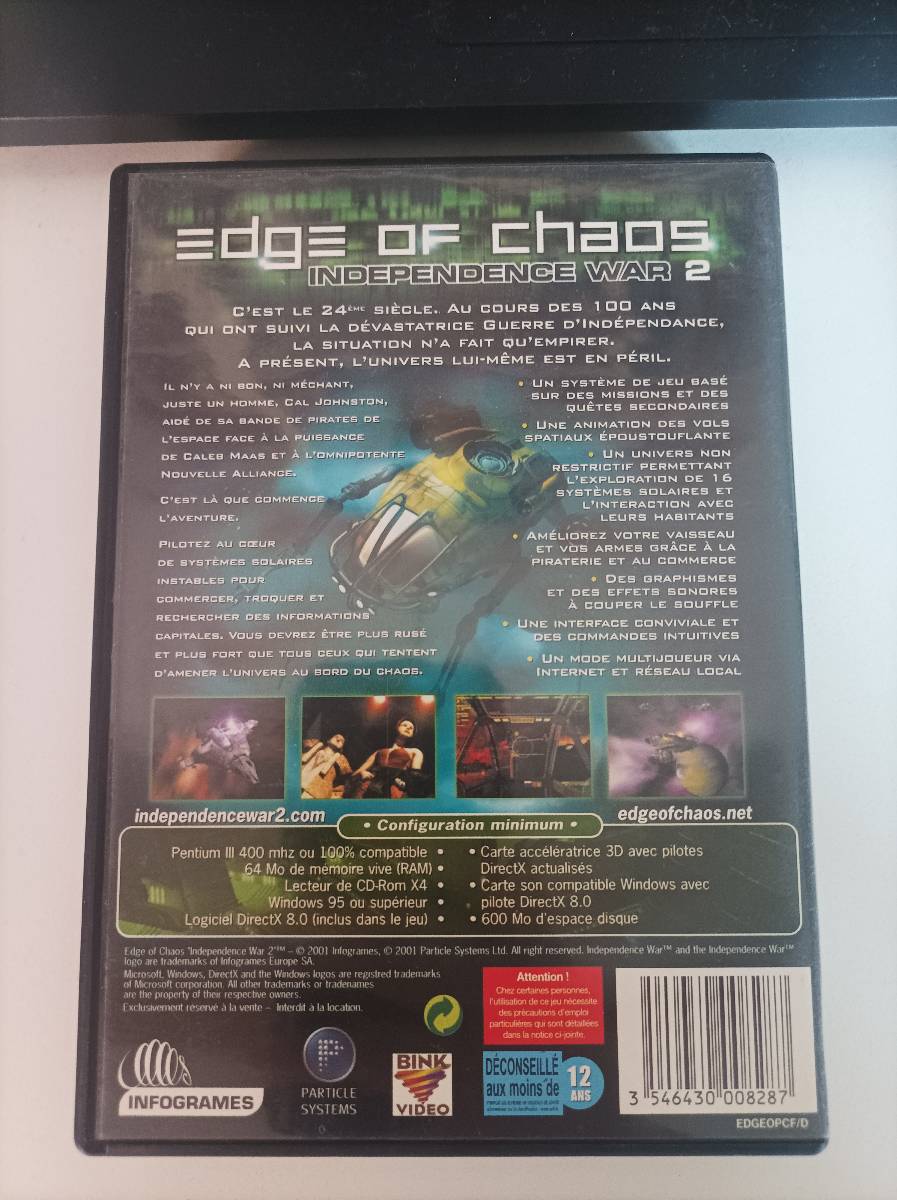 EDGE OF CHAOS
INDEPENDENCE WAR 2
C'EST LE 24ÈME SIÈCLE. AU COURS DES 100 ANS
QUI ONT SUIVI LA DÉVASTATRICE GUERRE D'INDÉPENDANCE,
LA SITUATION N'A FAIT QU'EMPIRER.
A PRÉSENT, L'UNIVERS LUI-MÊME EST EN PÉRIL.
IL N'Y A NI BON, NI MÉCHANT,
JUSTE UN HOMME, CAL JOHNSTON,
AIDÉ DE SA BANDE DE PIRATES DE
L'ESPACE FACE À LA PUISSANCE
DE CALEB MAAS ET À L'OMNIPOTENTE
NOUVELLE ALLIANCE.
C'EST LÀ QUE COMMENCE
L'AVENTURE.
PILOTEZ AU CŒUR
DE SYSTÈMES SOLAIRES
INSTABLES POUR
COMMERCER, TROQUER ET
RECHERCHER DES INFORMATIONS
CAPITALES. VOUS DEVREZ ÊTRE PLUS RUSÉ
ET PLUS FORT QUE TOUS CEUX QUI TENTENT
D'AMENER L'UNIVERS AU BORD DU CHAOS.
• UN SYSTÈME DE JEU BASÉ
SUR DES MISSIONS ET DES
QUÊTES SECONDAIRES
• UNE ANIMATION DES VOLS
SPATIAUX ÉPOUSTOUFLANTE
• UN UNIVERS NON
RESTRICTIF PERMETTANT
L'EXPLORATION DE 16
SYSTÈMES SOLAIRES ET
L'INTERACTION AVEC
LEURS HABITANTS
• AMÉLIOREZ VOTRE VAISSEAU
ET VOS ARMES GRÂCE À LA
PIRATERIE ET AU COMMERCE
• DES GRAPHISMES
ET DES EFFETS SONORES
À COUPER LE SOUFFLE
• UNE INTERFACE CONVIVIALE ET
DES COMMANDES INTUITIVES
• UN MODE MULTIJOUEUR VIA
INTERNET ET RÉSEAU LOCAL
independencewar2.com
edgeofchaos.net
• Configuration minimum •
Pentium III 400 mhz ou 100% compatible •
64 Mo de mémoire vive (RAM) •
Lecteur de CD-Rom X4 •
Windows 95 ou supérieur •
Logiciel DirectX 8.0 (inclus dans le jeu) •
• Carte accélératrice 3D avec pilotes
DirectX actualisés
• Carte son compatible Windows avec
pilote DirectX 8.0
• 600 Mo d'espace disque
Edge of Chaos "Independence War 2"™ – © 2001 Infogrames, © 2001 Particle Systems Ltd. All right reserved. Independence War™ and the Independence War™
logo are trademarks of Infogrames Europe SA.
Microsoft, Windows, DirectX and the Windows logos are registred trademarks
of Microsoft corporation. All other trademarks or tradenames
are the property of their respective owners.
Exclusivement réservé à la vente – Interdit à la location.
Attention !
Chez certaines personnes,
l'utilisation de ce jeu nécessite
des précautions d'emploi
particulières qui sont détaillées
dans la notice ci-jointe.
INFOGRAMES
PARTICLE
SYSTEMS
BINK
VIDEO
DÉCONSEILLÉ
aux moins de
12
ANS
3 546430 008287
EDGEOPCF/D